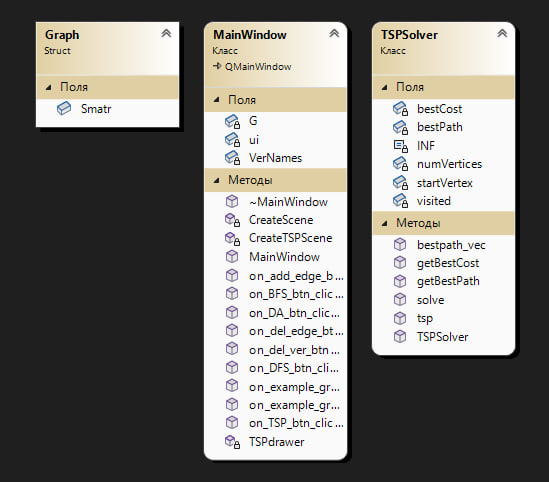 Graph
Struct
Поля
Smatr
MainWindow
Класс
QMainWindow
Поля
G
ui
VerNames
Методы
~MainWindow
CreateScene
CreateTSPScene
MainWindow
on_add_edge_b...
on_BFS_btn_clic...
on_DA_btn_clic...
on_del_edge_bt...
on_del_ver_btn...
on_DFS_btn_cli...
on_example_gr...
on_example_gr...
on_TSP_btn_clic...
TSPdrawer
TSPSolver
Класс
Поля
bestCost
bestPath
INF
numVertices
startVertex
visited
Методы
bestpath_vec
getBestCost
getBestPath
solve
tsp
TSPSolver